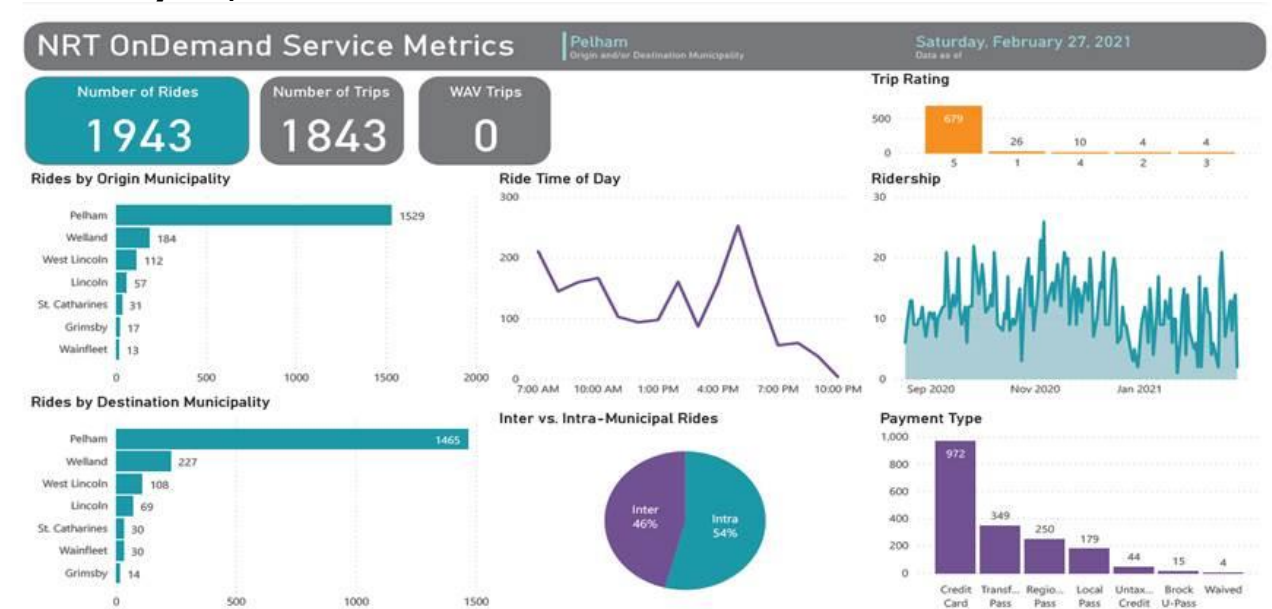 NRT OnDemand Service Metrics
Pelham
Origin and/or Destination Municipality
Saturday, February 27, 2021
Data as of
Number of Rides
1943
Number of Trips
1843
WAV Trips
0
Trip Rating
500
0
679
26
10
4
4
5
1
4
2
3
Rides by Origin Municipality
Pelham
1529
Welland
184
West Lincoln
112
Lincoln
57
St. Catharines
31
Grimsby
17
Wainfleet
13
0
500
1000
1500
2000
Ride Time of Day
300
200
100
0
7:00 AM
10:00 AM
1:00 PM
4:00 PM
7:00 PM
10:00 PM
Ridership
30
20
10
0
Sep 2020
Nov 2020
Jan 2021
Rides by Destination Municipality
Pelham
1465
Welland
227
West Lincoln
108
Lincoln
69
St. Catharines
30
Wainfleet
30
Grimsby
14
0
500
1000
1500
Inter vs. Intra-Municipal Rides
Inter
46%
Intra
54%
Payment Type
1,000
800
600
400
200
0
972
349
250
179
44
15
4
Credit
Card
Transf...
Pass
Regio...
Pass
Local
Pass
Untax...
Credit
Brock
U-Pass
Waived